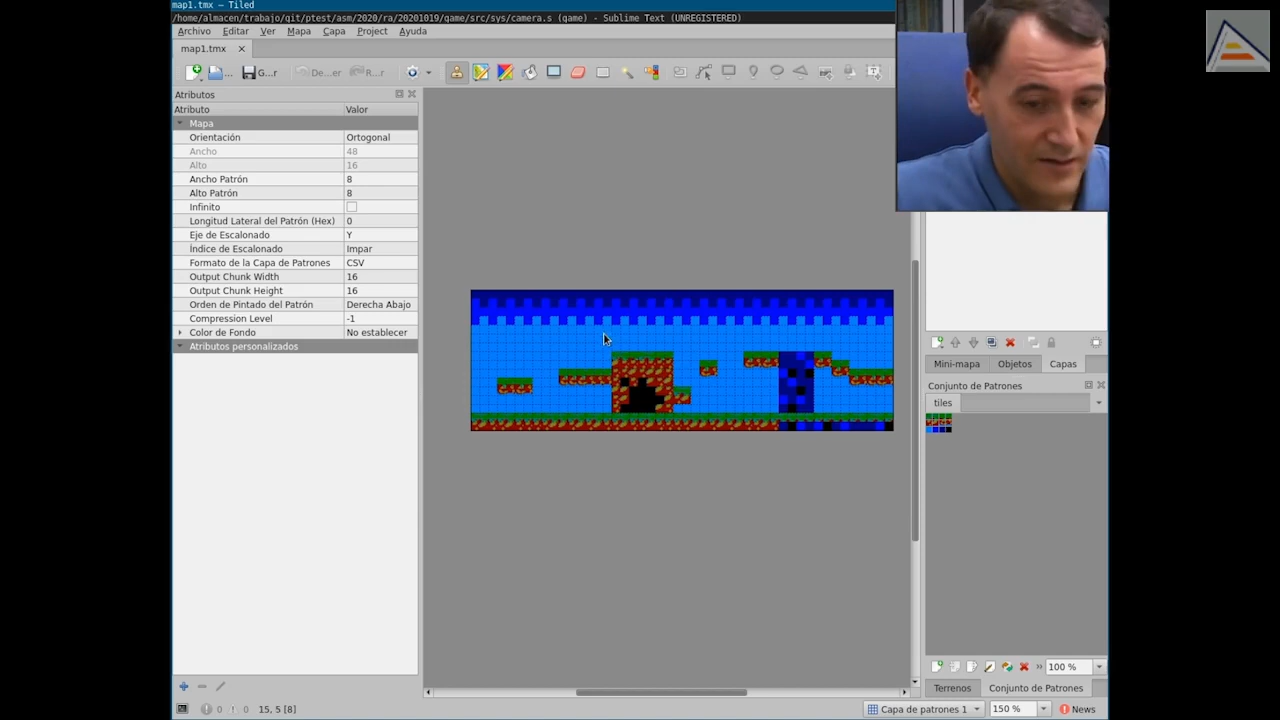 map1.tmx – Tiled
/home/almacen/trabajo/git/ptest/asm/2020/ra/20201019/game/src/sys/camera.s (game) - Sublime Text (UNREGISTERED)
Archivo Editar Ver Mapa Capa Project Ayuda
map1.tmx
... G...r De...er R...r
Atributos
Atributo Valor
Mapa
Orientación Ortogonal
Ancho 48
Alto 16
Ancho Patrón 8
Alto Patrón 8
Infinito
Longitud Lateral del Patrón (Hex) 0
Eje de Escalonado Y
Índice de Escalonado Impar
Formato de la Capa de Patrones CSV
Output Chunk Width 16
Output Chunk Height 16
Orden de Pintado del Patrón Derecha Abajo
Compression Level -1
Color de Fondo No establecer
Atributos personalizados
Mini-mapa Objetos Capas
Conjunto de Patrones
tiles
100 %
Terrenos Conjunto de Patrones
0 0 15, 5 [8] Capa de patrones 1 150 % News